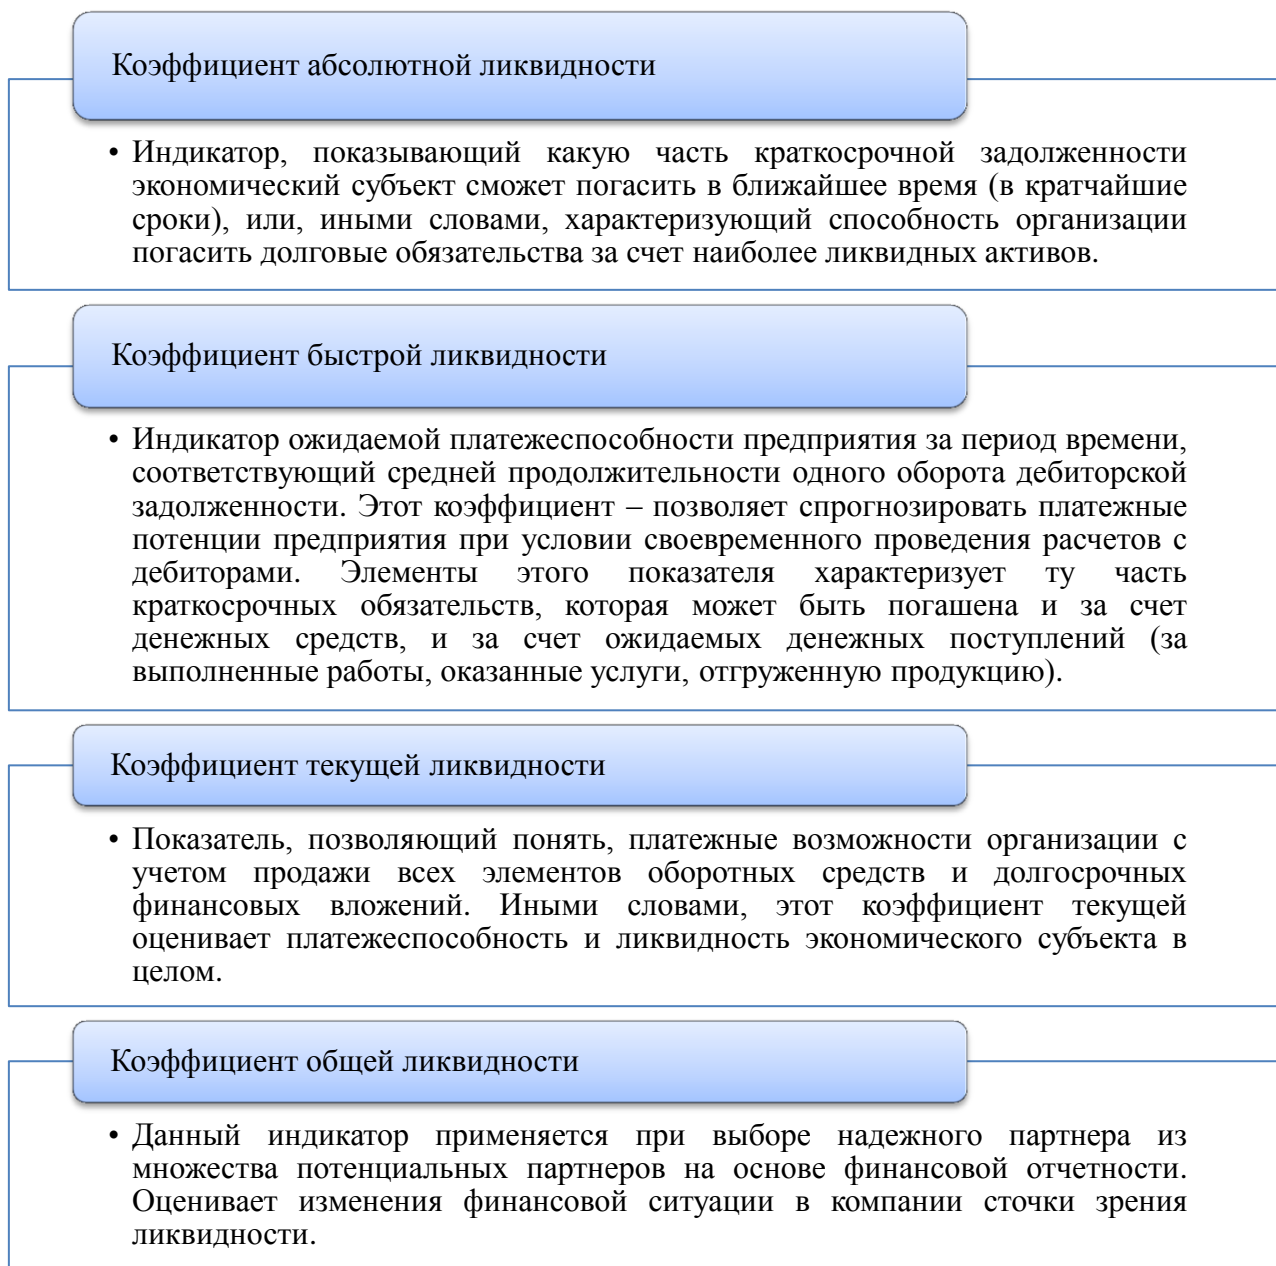 Коэффициент абсолютной ликвидности
• Индикатор, показывающий какую часть краткосрочной задолженности
экономический субъект сможет погасить в ближайшее время (в кратчайшие
сроки), или, иными словами, характеризующий способность организации
погасить долговые обязательства за счет наиболее ликвидных активов.
Коэффициент быстрой ликвидности
• Индикатор ожидаемой платежеспособности предприятия за период времени,
соответствующий средней продолжительности одного оборота дебиторской
задолженности. Этот коэффициент – позволяет спрогнозировать платежные
потенции предприятия при условии своевременного проведения расчетов с
дебиторами. Элементы этого показателя характеризует ту часть
краткосрочных обязательств, которая может быть погашена и за счет
денежных средств, и за счет ожидаемых денежных поступлений (за
выполненные работы, оказанные услуги, отгруженную продукцию).
Коэффициент текущей ликвидности
• Показатель, позволяющий понять, платежные возможности организации с
учетом продажи всех элементов оборотных средств и долгосрочных
финансовых вложений. Иными словами, этот коэффициент текущей
оценивает платежеспособность и ликвидность экономического субъекта в
целом.
Коэффициент общей ликвидности
• Данный индикатор применяется при выборе надежного партнера из
множества потенциальных партнеров на основе финансовой отчетности.
Оценивает изменения финансовой ситуации в компании сточки зрения
ликвидности.